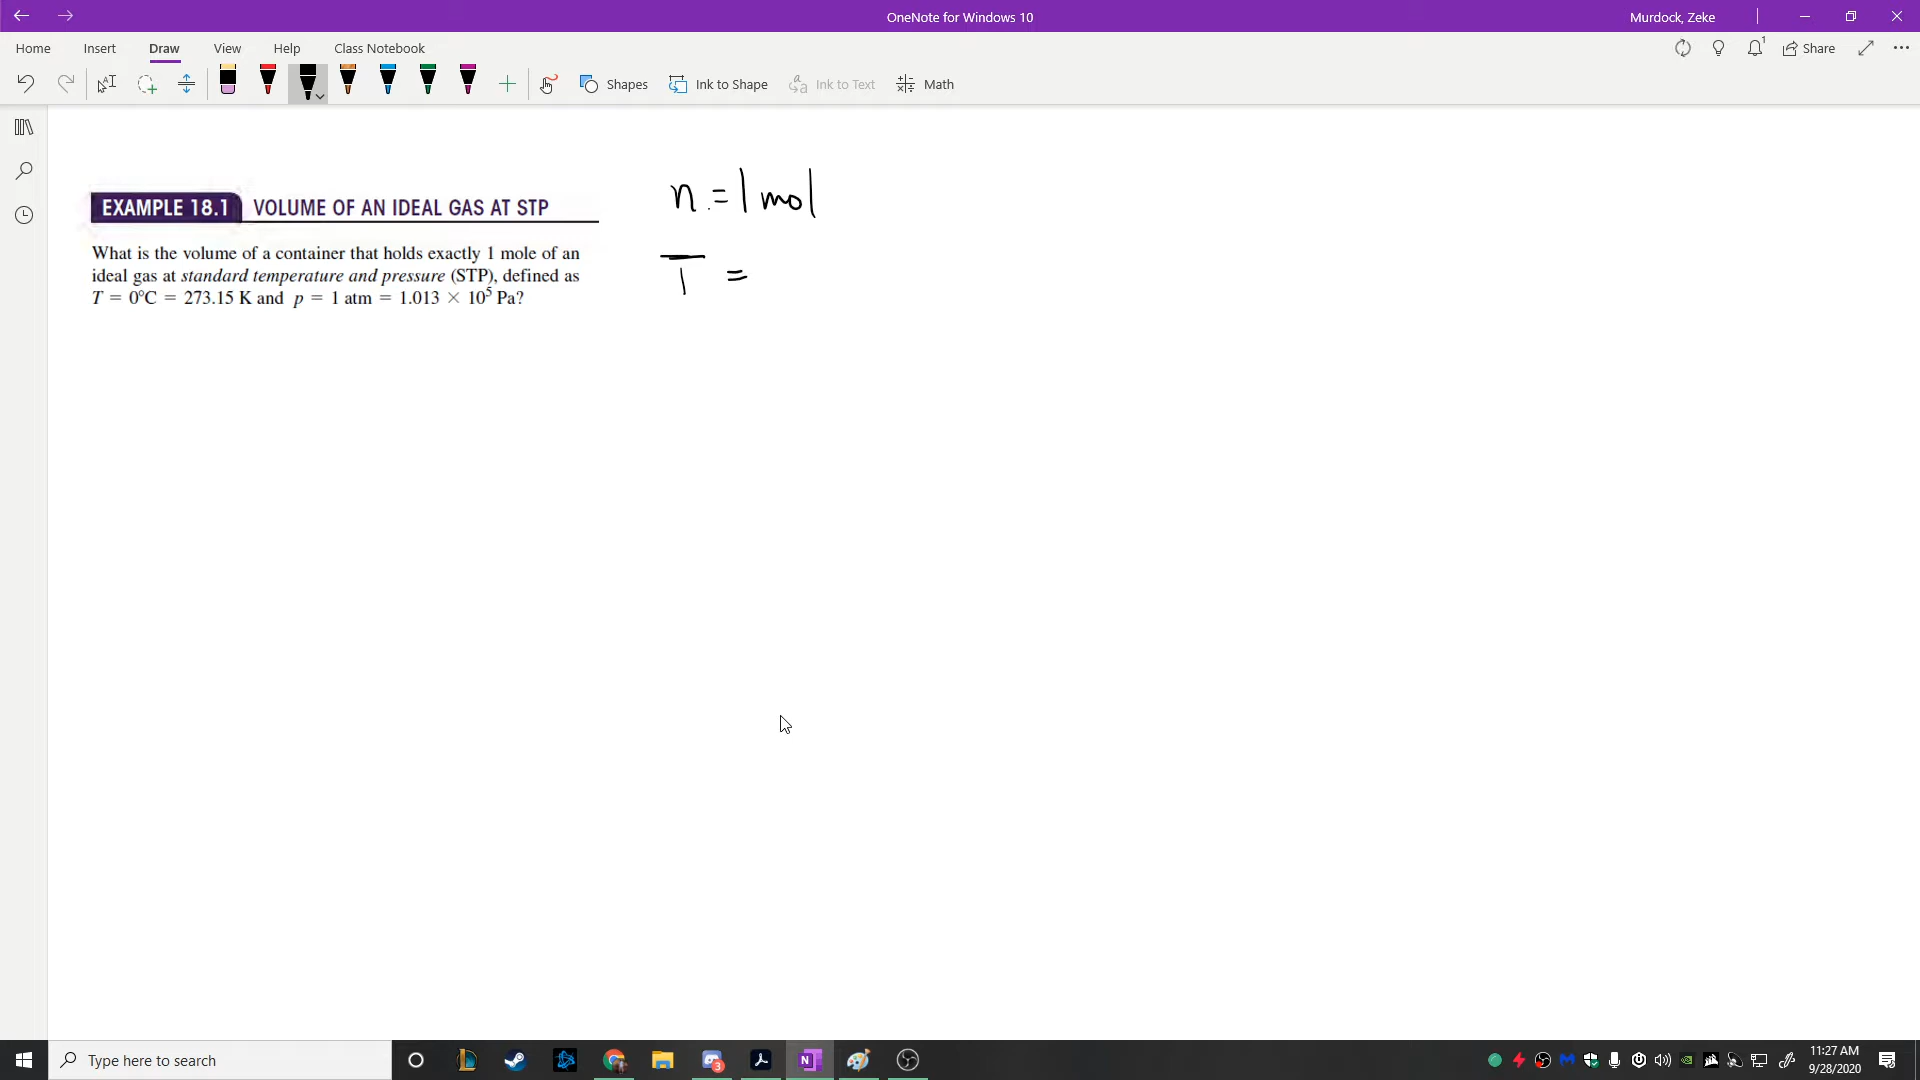 OneNote for Windows 10
Murdock, Zeke
Home Insert Draw View Help Class Notebook
1 Share
Shapes Ink to Shape Ink to Text Math
EXAMPLE 18.1 VOLUME OF AN IDEAL GAS AT STP
What is the volume of a container that holds exactly 1 mole of an
ideal gas at standard temperature and pressure (STP), defined as
T = 0°C = 273.15 K and p = 1 atm = 1.013 × 10⁵ Pa?
n = 1 mol
T =
Type here to search
3
11:27 AM
9/28/2020